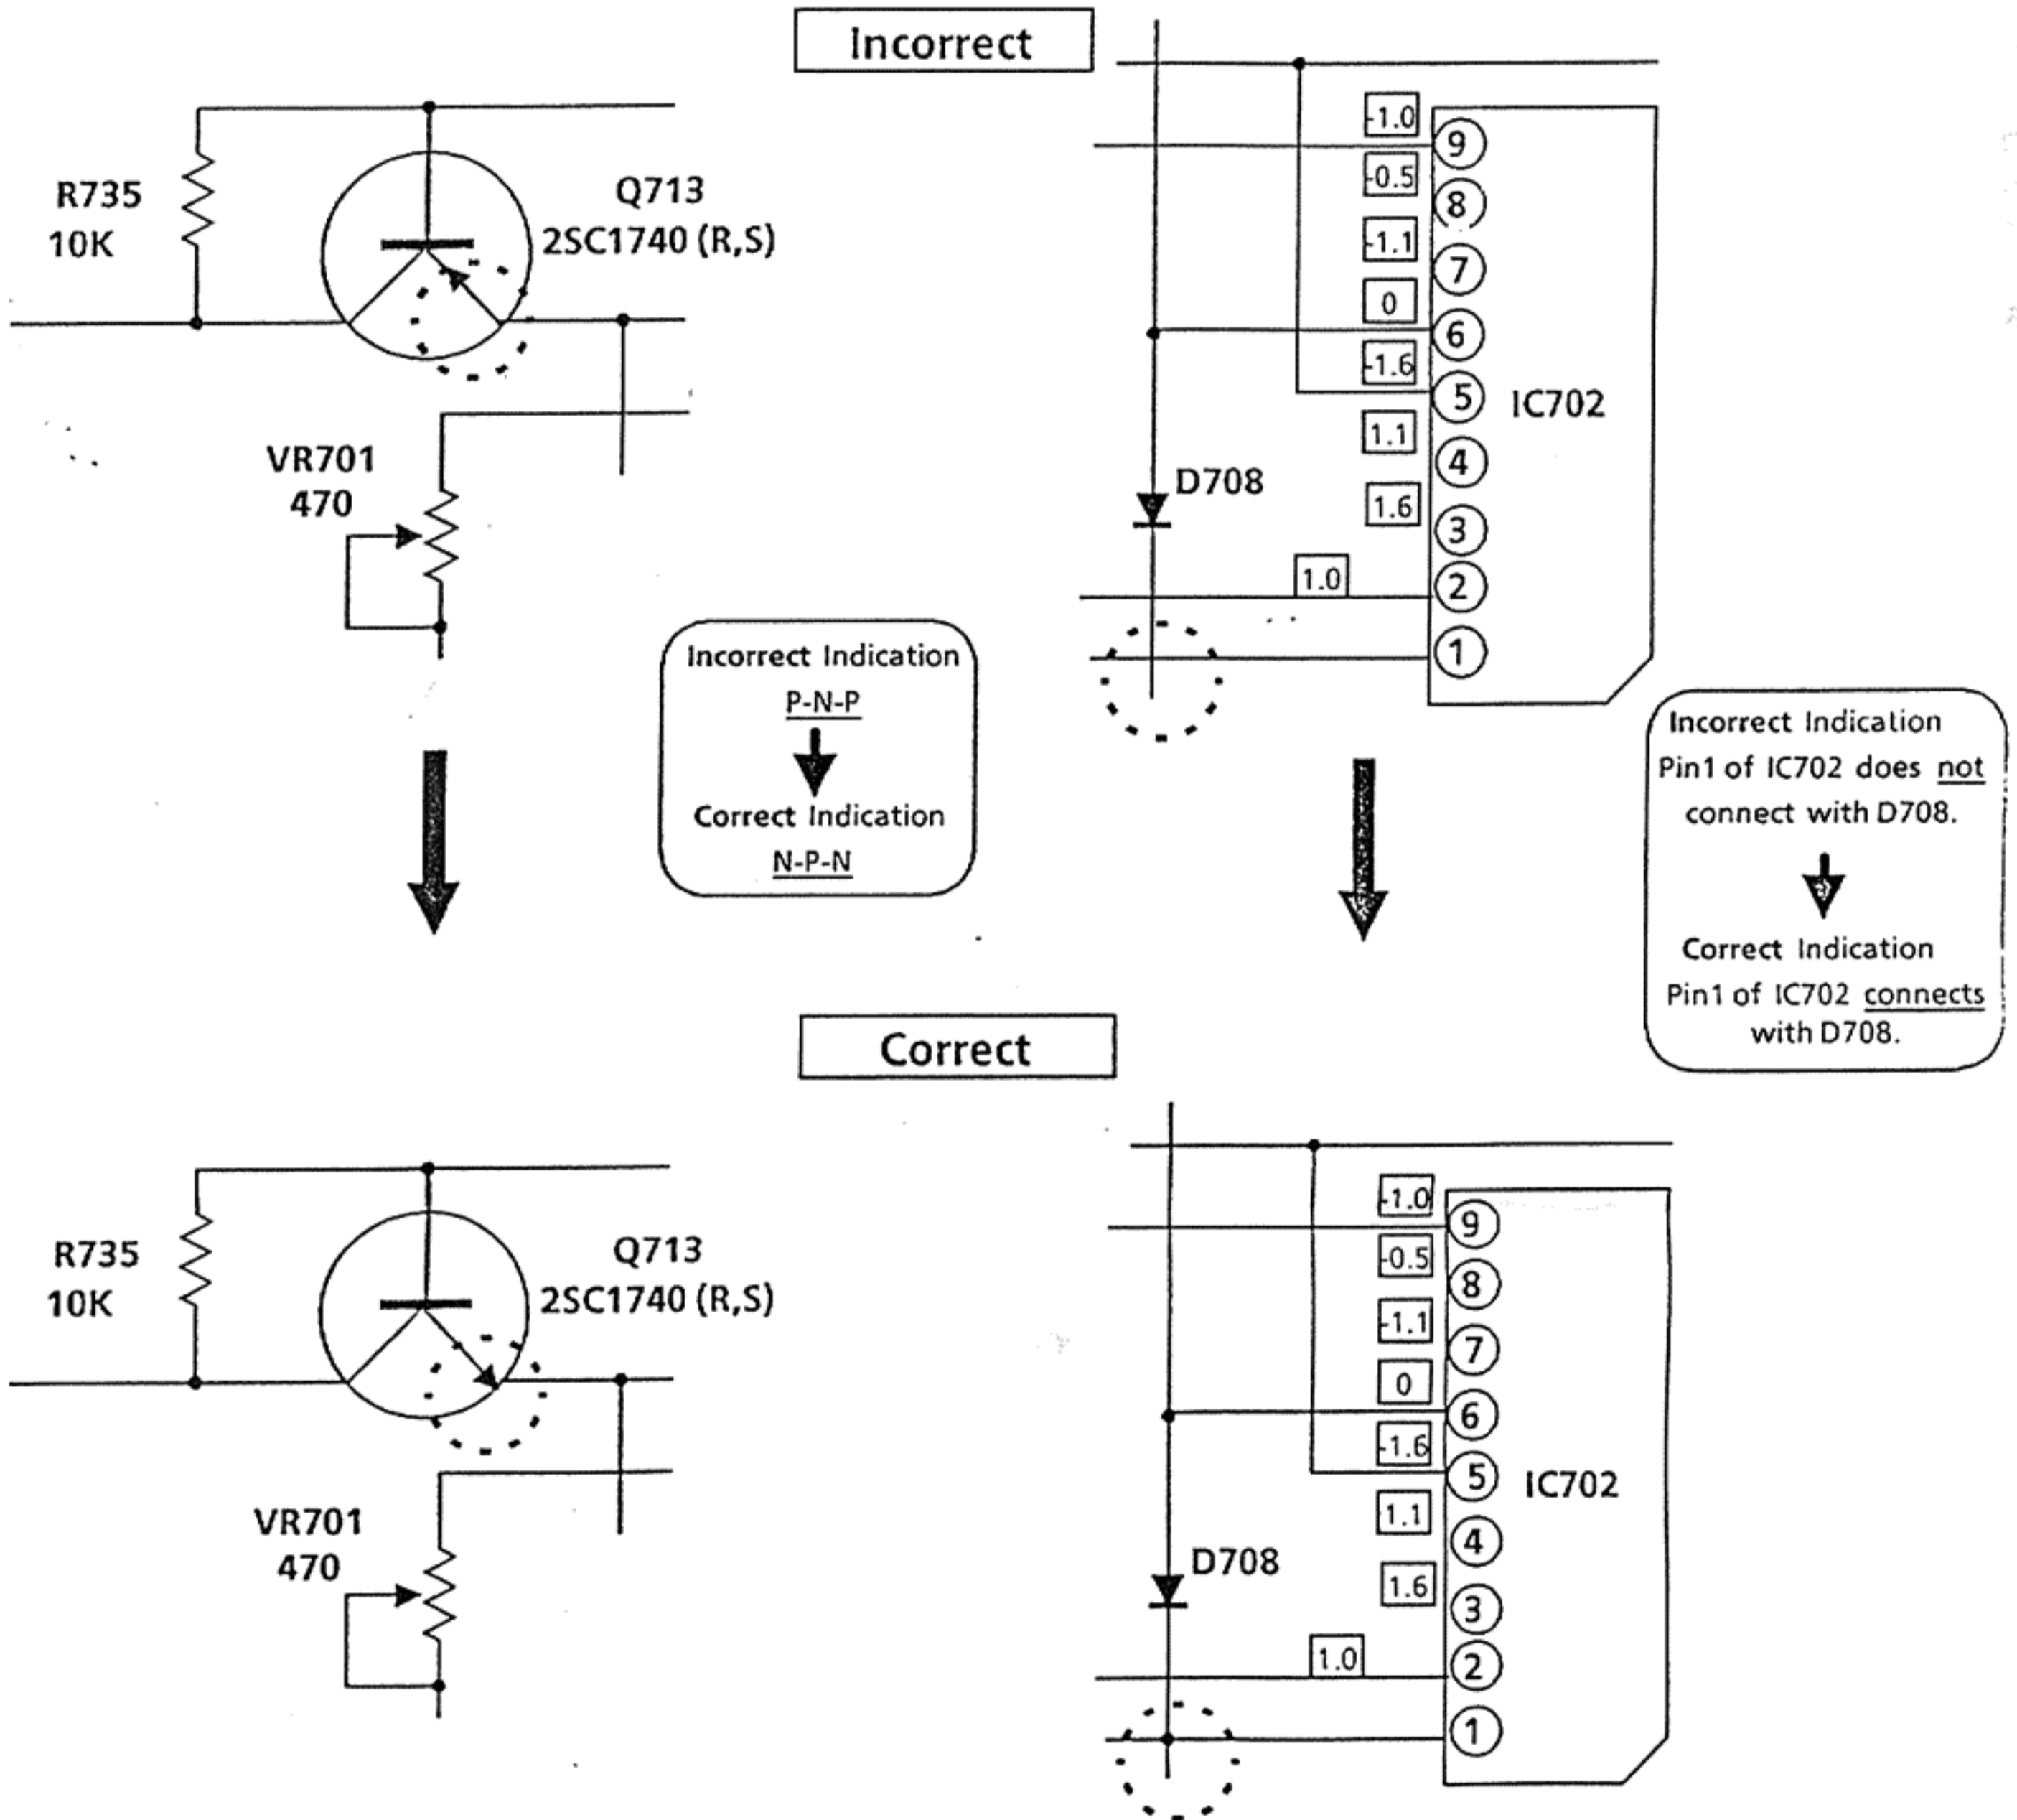 Incorrect
R735
10K
Q713
2SC1740 (R,S)
VR701
470
-1.0
9
-0.5
8
-1.1
7
0
6
-1.6
5
IC702
1.1
4
D708
1.6
3
1.0
2
1
Incorrect Indication
P-N-P
Correct Indication
N-P-N
Incorrect Indication
Pin1 of IC702 does not
connect with D708.
Correct Indication
Pin1 of IC702 connects
with D708.
Correct
R735
10K
Q713
2SC1740 (R,S)
VR701
470
-1.0
9
-0.5
8
-1.1
7
0
6
-1.6
5
IC702
1.1
4
D708
1.6
3
1.0
2
1